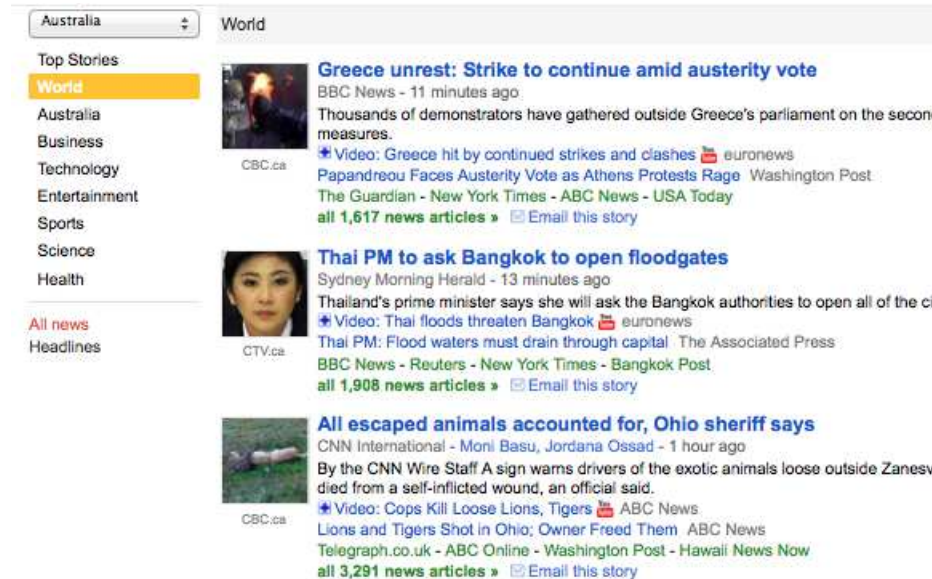 Australia
World
Top Stories
World
Australia
Business
Technology
Entertainment
Sports
Science
Health
All news
Headlines
Greece unrest: Strike to continue amid austerity vote
BBC News - 11 minutes ago
Thousands of demonstrators have gathered outside Greece's parliament on the secon
measures.
Video: Greece hit by continued strikes and clashes You Tube euronews
Papandreou Faces Austerity Vote as Athens Protests Rage Washington Post
The Guardian - New York Times - ABC News - USA Today
all 1,617 news articles » Email this story
CBC.ca
Thai PM to ask Bangkok to open floodgates
Sydney Morning Herald - 13 minutes ago
Thailand's prime minister says she will ask the Bangkok authorities to open all of the ci
Video: Thai floods threaten Bangkok You Tube euronews
Thai PM: Flood waters must drain through capital The Associated Press
BBC News - Reuters - New York Times - Bangkok Post
all 1,908 news articles » Email this story
CTV.ca
All escaped animals accounted for, Ohio sheriff says
CNN International - Moni Basu, Jordana Ossad - 1 hour ago
By the CNN Wire Staff A sign warns drivers of the exotic animals loose outside Zanesv
died from a self-inflicted wound, an official said.
Video: Cops Kill Loose Lions, Tigers You Tube ABC News
Lions and Tigers Shot in Ohio; Owner Freed Them ABC News
Telegraph.co.uk - ABC Online - Washington Post - Hawaii News Now
all 3,291 news articles » Email this story
CBC.ca